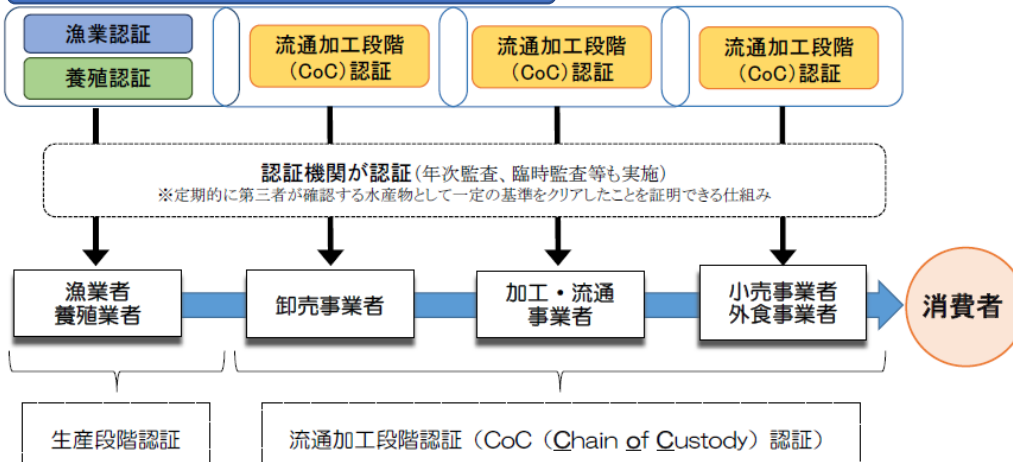 漁業認証
養殖認証
流通加工段階
（CoC）認証
流通加工段階
（CoC）認証
流通加工段階
（CoC）認証
認証機関が認証（年次監査、臨時監査等も実施）
※定期的に第三者が確認する水産物として一定の基準をクリアしたことを証明できる仕組み
漁業者
養殖業者
卸売事業者
加工・流通
事業者
小売事業者
外食事業者
消費者
生産段階認証
流通加工段階認証（CoC（Chain of Custody）認証）